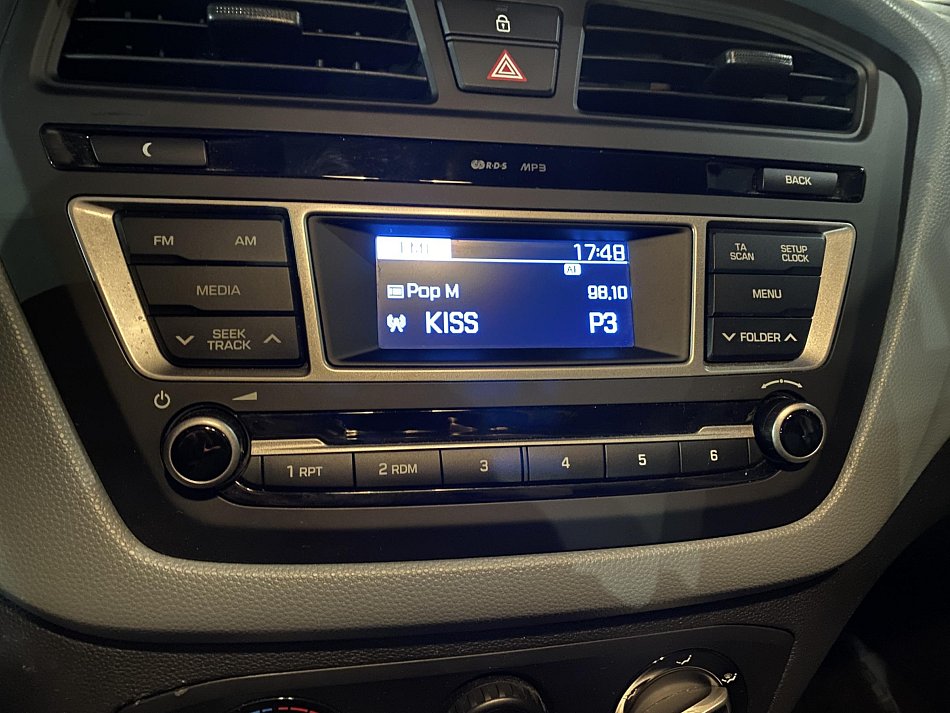 R·D·S MP3
BACK
FM AM
MEDIA
SEEK
TRACK
FM1 17:48
AF
Pop M 98.10
KISS P3
TA
SCAN
SETUP
CLOCK
MENU
FOLDER
1 RPT 2 RDM 3 4 5 6